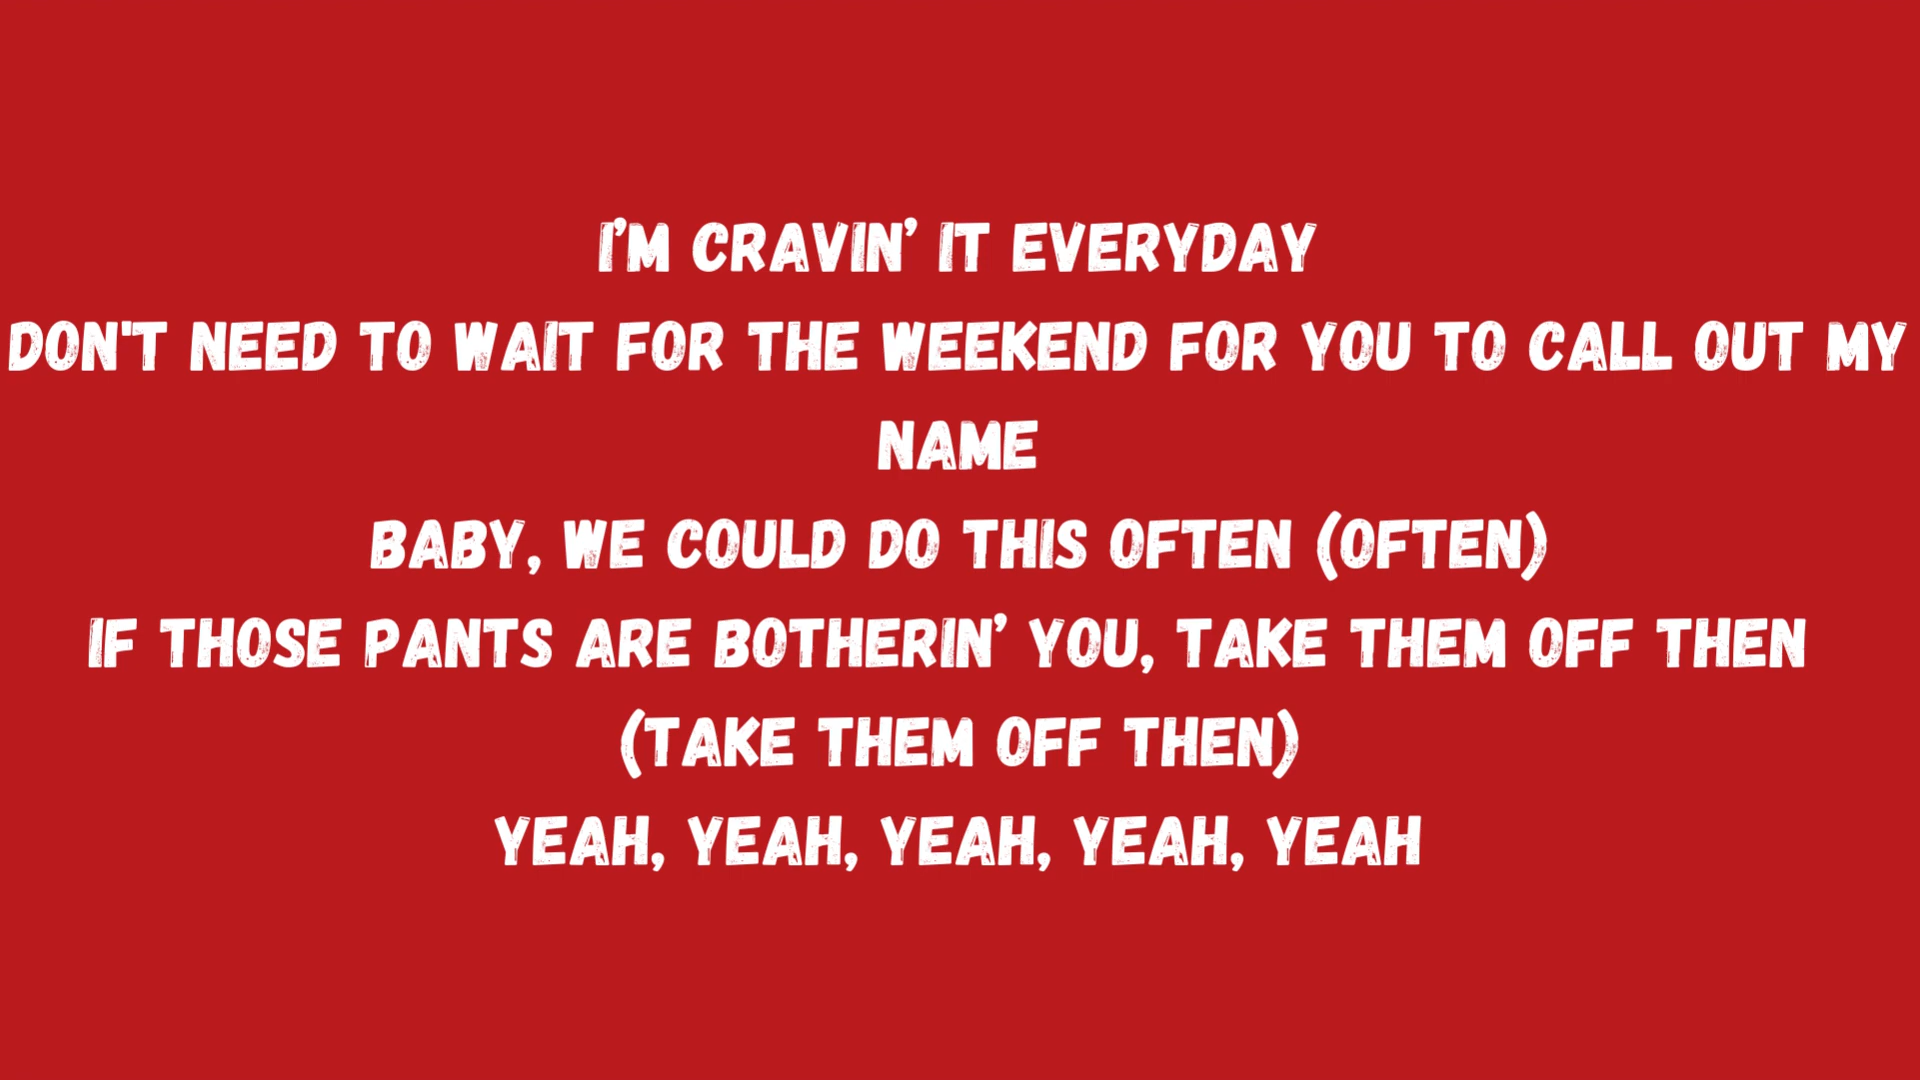 I'M CRAVIN' IT EVERYDAY
DON'T NEED TO WAIT FOR THE WEEKEND FOR YOU TO CALL OUT MY
NAME
BABY, WE COULD DO THIS OFTEN (OFTEN)
IF THOSE PANTS ARE BOTHERIN' YOU, TAKE THEM OFF THEN
(TAKE THEM OFF THEN)
YEAH, YEAH, YEAH, YEAH, YEAH